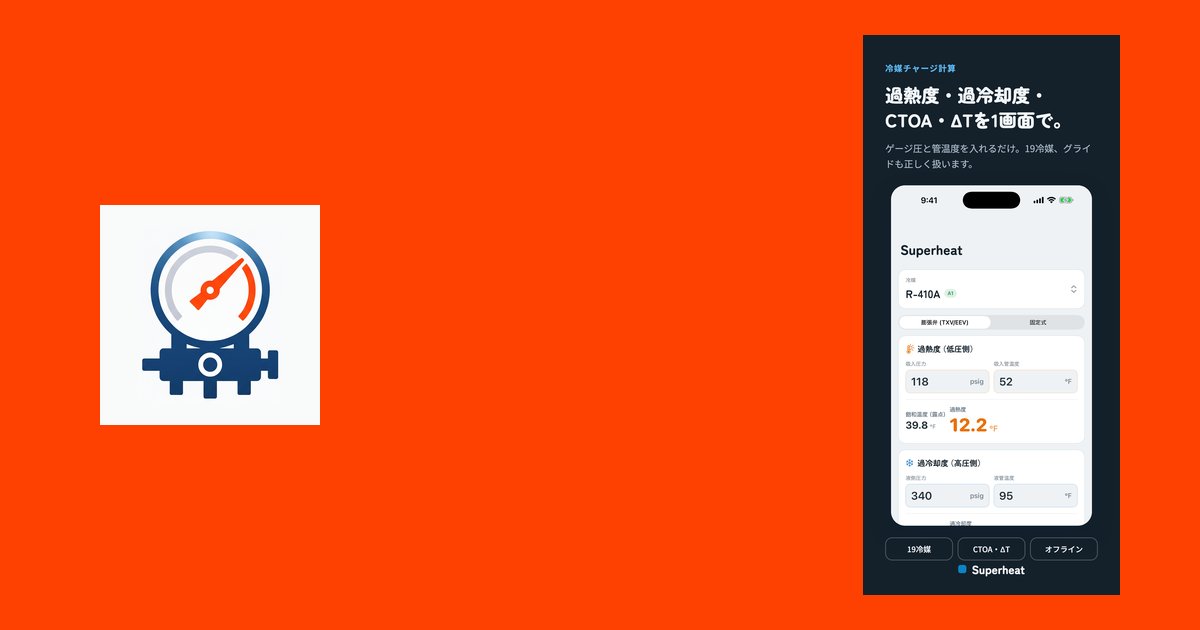 冷媒チャージ計算
過熱度・過冷却度・
CTOA・ΔTを1画面で。
ゲージ圧と管温度を入れるだけ。19冷媒、グライ
ドも正しく扱います。
9:41
Superheat
冷媒
R-410A A1
膨張弁 (TXV/EEV) 固定式
過熱度 (低圧側)
吸入圧力 吸入管温度
118 psig 52 °F
飽和温度 (露点) 過熱度
39.8 °F 12.2 °F
過冷却度 (高圧側)
液側圧力 液管温度
340 psig 95 °F
過冷却度
19冷媒 CTOA・ΔT オフライン
Superheat